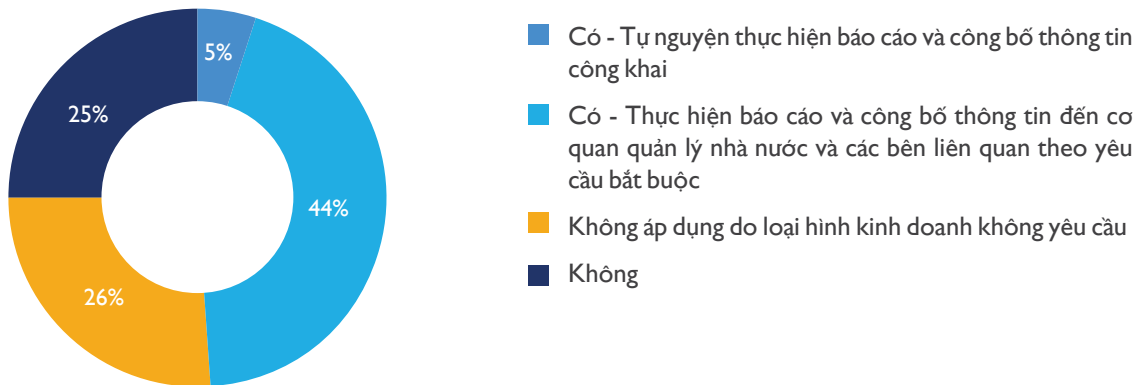 5%
Có - Tự nguyện thực hiện báo cáo và công bố thông tin
công khai
25%
Có - Thực hiện báo cáo và công bố thông tin đến cơ
quan quản lý nhà nước và các bên liên quan theo yêu
cầu bắt buộc
44%
Không áp dụng do loại hình kinh doanh không yêu cầu
26%
Không